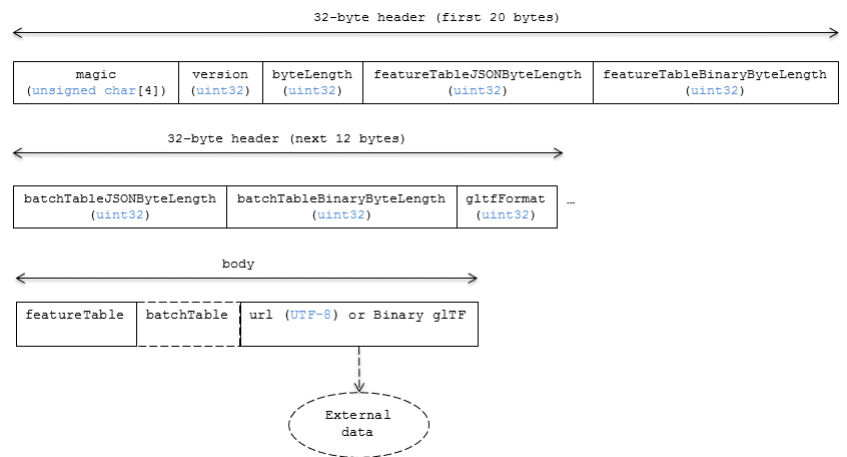 32-byte header (first 20 bytes)
magic version byteLength featureTableJSONByteLength featureTableBinaryByteLength
(unsigned char[4]) (uint32) (uint32) (uint32) (uint32)
32-byte header (next 12 bytes)
batchTableJSONByteLength batchTableBinaryByteLength gltfFormat
(uint32) (uint32) (uint32) …
body
featureTable batchTable url (UTF-8) or Binary glTF
External
data